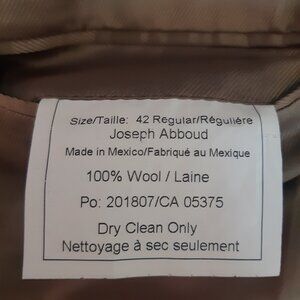 Size/Taille: 42 Regular/Régulière
Joseph Abboud
Made in Mexico/Fabriqué au Mexique
100% Wool / Laine
Po: 201807/CA 05375
Dry Clean Only
Nettoyage à sec seulement